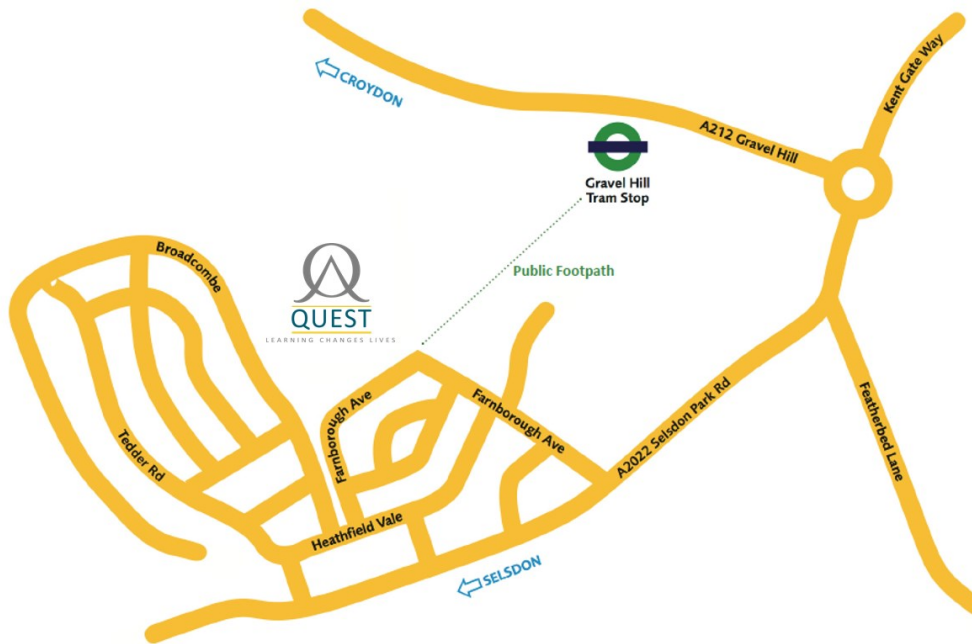 CROYDON
Kent Gate Way
A212 Gravel Hill
Gravel Hill
Tram Stop
Broadcombe
Public Footpath
QUEST
LEARNING CHANGES LIVES
Farnborough Ave
Farnborough Ave
A2022 Selsdon Park Rd
Featherbed Lane
Tedder Rd
Heathfield Vale
SELSDON